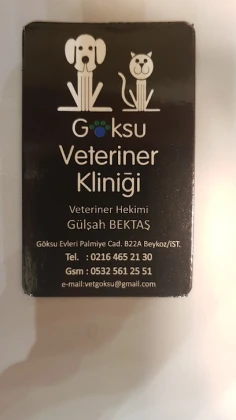 Göksu
Veteriner
Kliniği
Veteriner Hekimi
Gülşah BEKTAŞ
Göksu Evleri Palmiye Cad. B22A Beykoz/İST.
Tel. : 0216 465 21 30
Gsm : 0532 561 25 51
e-mail:vetgoksu@gmail.com